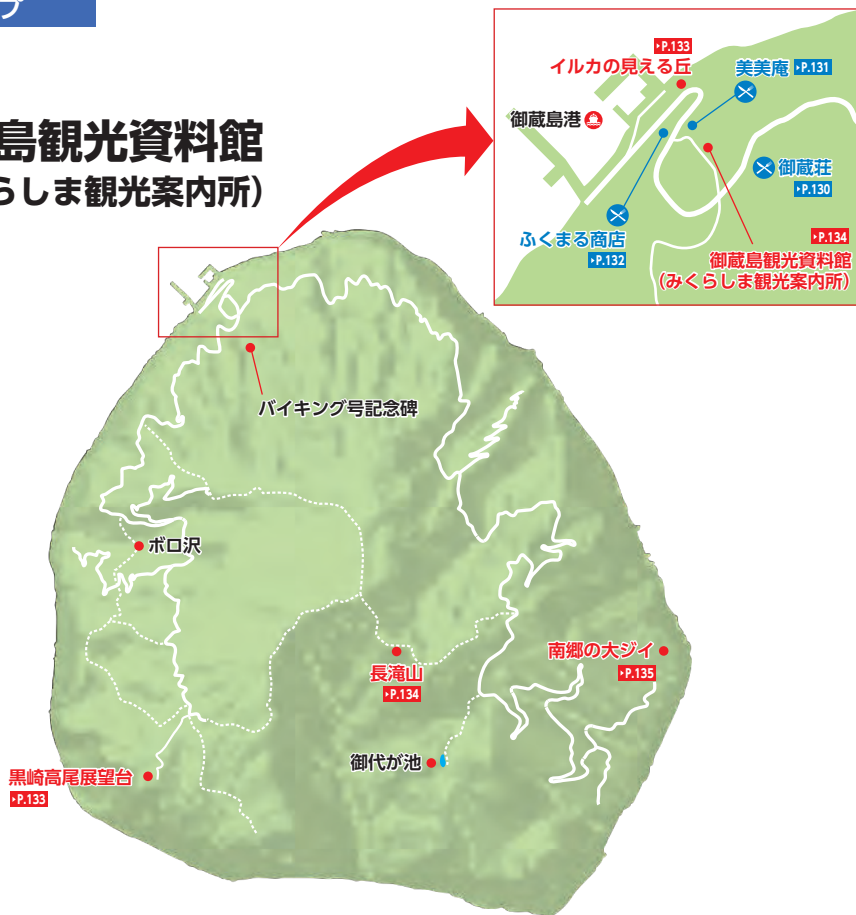 プ
島観光資料館
らしま観光案内所）
▸P.133
イルカの見える丘
美美庵 ▸P.131
御蔵島港
御蔵荘
▸P.130
ふくまる商店
▸P.132
▸P.134
御蔵島観光資料館
（みくらしま観光案内所）
バイキング号記念碑
ボロ沢
長滝山
▸P.134
南郷の大ジイ
▸P.135
御代が池
黒崎高尾展望台
▸P.133